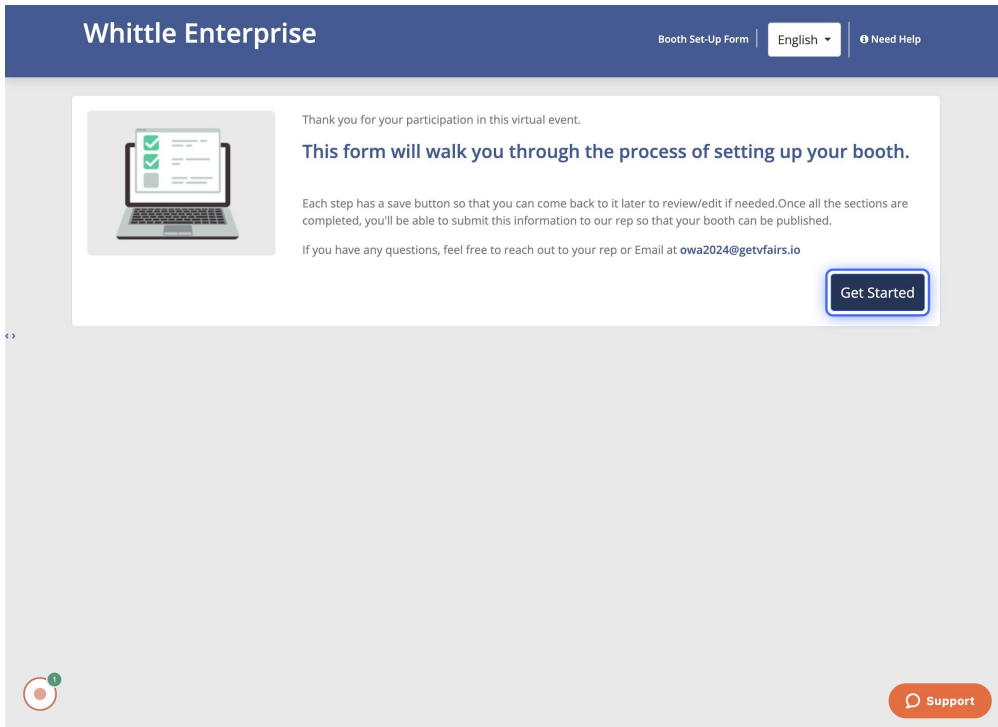 Whittle Enterprise
Booth Set-Up Form
English
Need Help
Thank you for your participation in this virtual event.
This form will walk you through the process of setting up your booth.
Each step has a save button so that you can come back to it later to review/edit if needed.Once all the sections are
completed, you'll be able to submit this information to our rep so that your booth can be published.
If you have any questions, feel free to reach out to your rep or Email at owa2024@getvfairs.io
Get Started
‹ ›
1
Support